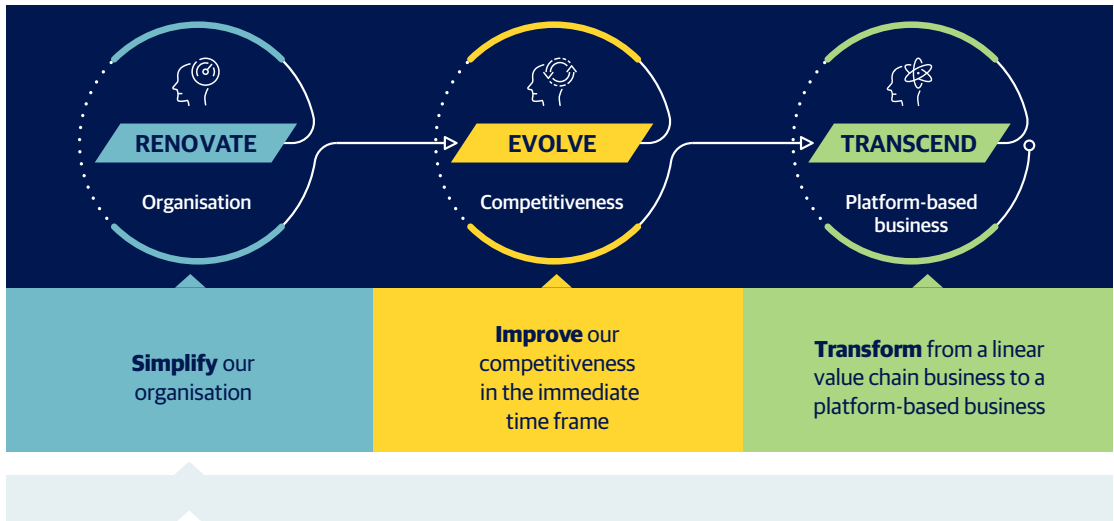 RENOVATE
Organisation
EVOLVE
Competitiveness
TRANSCEND
Platform-based
business
Simplify our
organisation
Improve our
competitiveness
in the immediate
time frame
Transform from a linear
value chain business to a
platform-based business